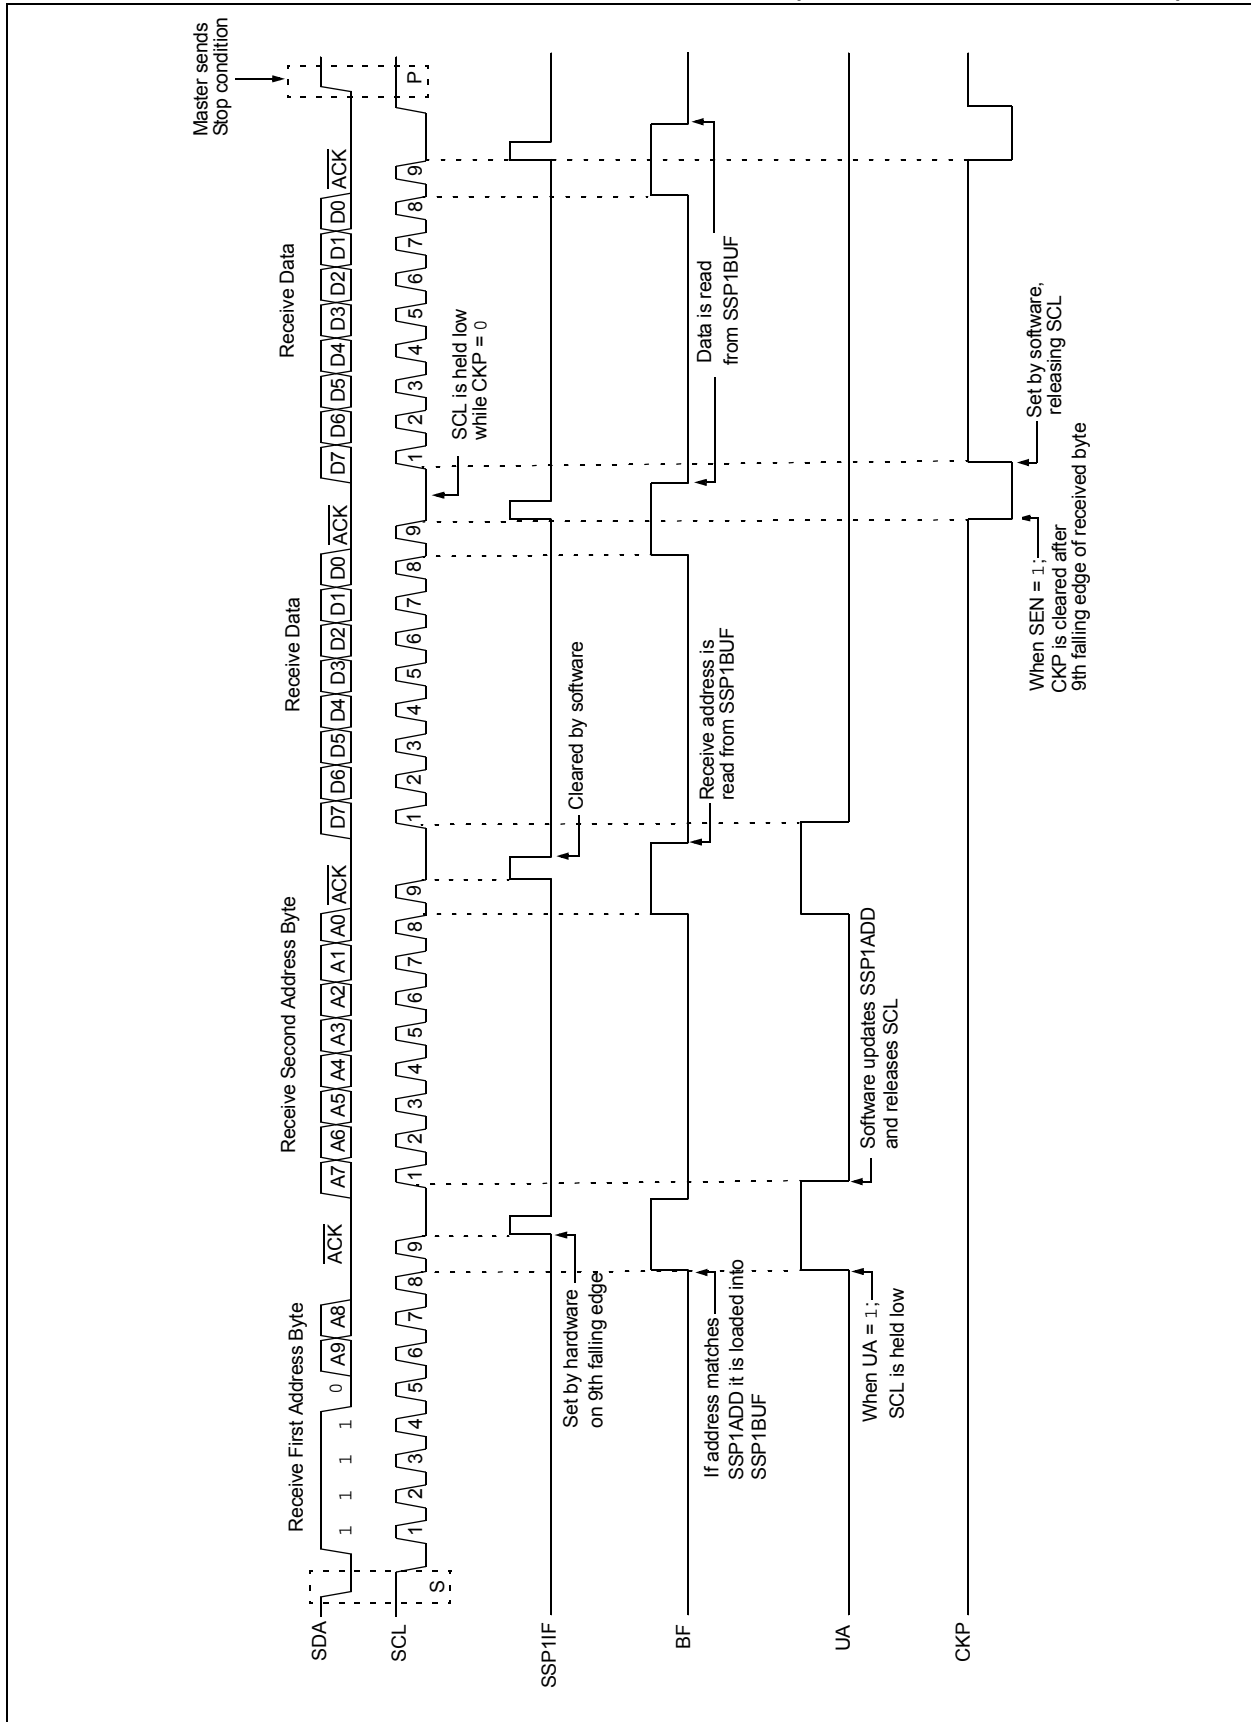 Master sends
Stop condition
Receive First Address Byte
Receive Second Address Byte
Receive Data
Receive Data
SDA
1 1 1 1 0 A9 A8 ACK
A7 A6 A5 A4 A3 A2 A1 A0 ACK
D7 D6 D5 D4 D3 D2 D1 D0 ACK
D7 D6 D5 D4 D3 D2 D1 D0 ACK
SCL
S
1 2 3 4 5 6 7 8 9
1 2 3 4 5 6 7 8 9
1 2 3 4 5 6 7 8 9
1 2 3 4 5 6 7 8 9
P
SCL is held low
while CKP = 0
SSP1IF
Set by hardware
on 9th falling edge
Cleared by software
BF
If address matches
SSP1ADD it is loaded into
SSP1BUF
Receive address is
read from SSP1BUF
Data is read
from SSP1BUF
UA
When UA = 1;
SCL is held low
Software updates SSP1ADD
and releases SCL
CKP
When SEN = 1;
CKP is cleared after
9th falling edge of received byte
Set by software,
releasing SCL